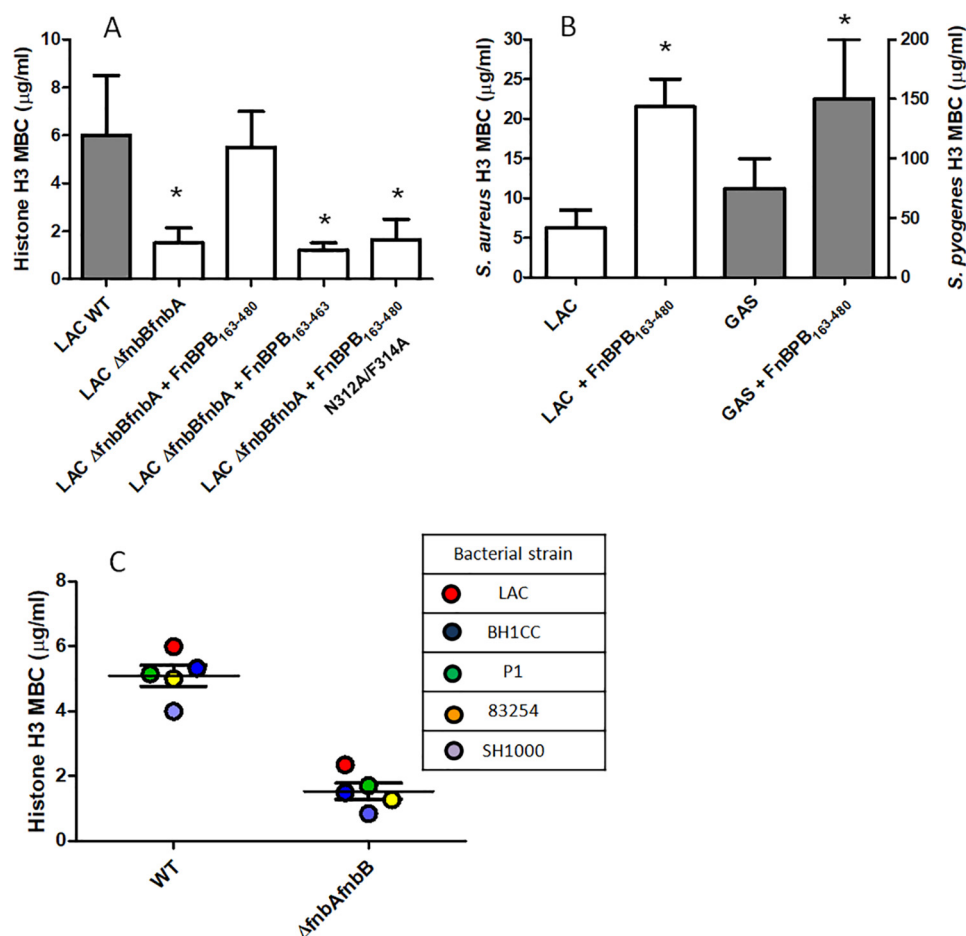 A
Histone H3 MBC (μg/ml)
10
8
6
4
2
0
*
*
*
LAC WT
LAC ΔfnbBfnbA
LAC ΔfnbBfnbA + FnBPB163-480
LAC ΔfnbBfnbA + FnBPB163-463
LAC ΔfnbBfnbA + FnBPB163-480
N312A/F314A
B
S. aureus H3 MBC (μg/ml)
30
25
20
15
10
5
0
*
*
200
150
100
50
0
S. pyogenes H3 MBC (μg/ml)
LAC
LAC + FnBPB163-480
GAS
GAS + FnBPB163-480
C
Histone H3 MBC (μg/ml)
8
6
4
2
0
WT
ΔfnbAfnbB
Bacterial strain
LAC
BH1CC
P1
83254
SH1000